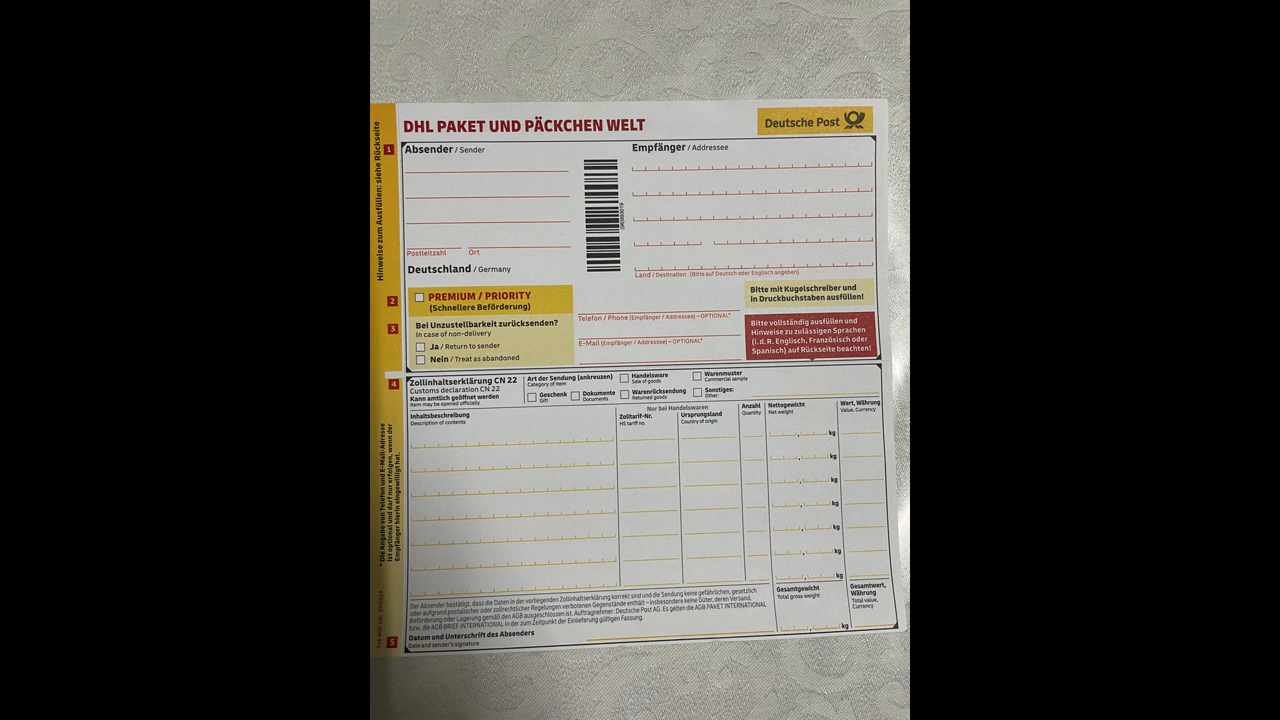 DHL PAKET UND PÄCKCHEN WELT
Deutsche Post
Hinweise zum Ausfüllen: siehe Rückseite
1
Absender / Sender
Postleitzahl Ort
Deutschland / Germany
Empfänger / Addressee
Land / Destination (Bitte auf Deutsch oder Englisch angeben)
2
PREMIUM / PRIORITY
(Schnellere Beförderung)
3
Bei Unzustellbarkeit zurücksenden?
In case of non-delivery
Ja / Return to sender
Nein / Treat as abandoned
Telefon / Phone (Empfänger / Addressee) – OPTIONAL*
E-Mail (Empfänger / Addressee) – OPTIONAL*
Bitte mit Kugelschreiber und
in Druckbuchstaben ausfüllen!
Bitte vollständig ausfüllen und
Hinweise zu zulässigen Sprachen
(i.d.R. Englisch, Französisch oder
Spanisch) auf Rückseite beachten!
4
Zollinhaltserklärung CN 22
Customs declaration CN 22
Kann amtlich geöffnet werden
Item may be opened officially
Art der Sendung (ankreuzen)
Category of item
Geschenk
Gift
Dokumente
Documents
Handelsware
Sale of goods
Warenrücksendung
Returned goods
Warenmuster
Commercial sample
Sonstiges:
Other:
Inhaltsbeschreibung
Description of contents
Nur bei Handelswaren
Zolltarif-Nr.
HS tariff no.
Ursprungsland
Country of origin
Anzahl
Quantity
Nettogewicht
Net weight
Wert, Währung
Value, Currency
kg
kg
kg
kg
kg
kg
kg
* Die Angabe von Telefon und E-Mail-Adresse
ist optional und darf nur erfolgen, wenn der
Empfänger hierin eingewilligt hat.
Der Absender bestätigt, dass die Daten in der vorliegenden Zollinhaltserklärung korrekt sind und die Sendung keine gefährlichen, gesetzlich
oder aufgrund postalischer oder zollrechtlicher Regelungen verbotenen Gegenstände enthält – insbesondere keine Güter, deren Versand,
Beförderung oder Lagerung gemäß den AGB ausgeschlossen ist. Auftragnehmer: Deutsche Post AG. Es gelten die AGB PAKET INTERNATIONAL
bzw. die AGB BRIEF INTERNATIONAL in der zum Zeitpunkt der Einlieferung gültigen Fassung.
Gesamtgewicht
Total gross weight
kg
Gesamtwert,
Währung
Total value,
Currency
5
Datum und Unterschrift des Absenders
Date and sender's signature